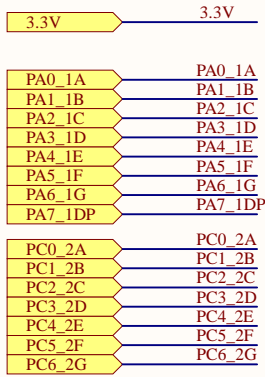 3.3V 3.3V
PA0_1A PA0_1A
PA1_1B PA1_1B
PA2_1C PA2_1C
PA3_1D PA3_1D
PA4_1E PA4_1E
PA5_1F PA5_1F
PA6_1G PA6_1G
PA7_1DP PA7_1DP
PC0_2A PC0_2A
PC1_2B PC1_2B
PC2_2C PC2_2C
PC3_2D PC3_2D
PC4_2E PC4_2E
PC5_2F PC5_2F
PC6_2G PC6_2G